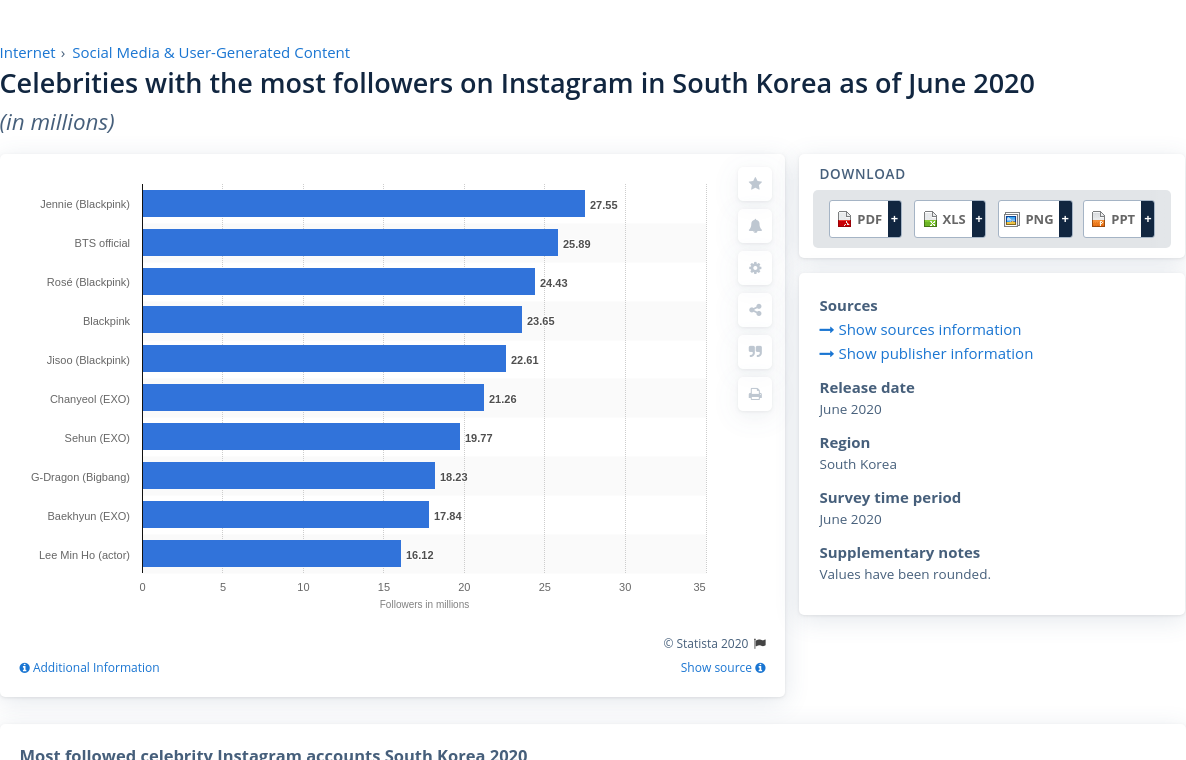 Internet › Social Media & User-Generated Content
Celebrities with the most followers on Instagram in South Korea as of June 2020
(in millions)
Jennie (Blackpink) 27.55
BTS official 25.89
Rosé (Blackpink) 24.43
Blackpink 23.65
Jisoo (Blackpink) 22.61
Chanyeol (EXO) 21.26
Sehun (EXO) 19.77
G-Dragon (Bigbang) 18.23
Baekhyun (EXO) 17.84
Lee Min Ho (actor) 16.12
0 5 10 15 20 25 30 35
Followers in millions
© Statista 2020
Additional Information Show source
DOWNLOAD
PDF + XLS + PNG + PPT +
Sources
Show sources information
Show publisher information
Release date
June 2020
Region
South Korea
Survey time period
June 2020
Supplementary notes
Values have been rounded.
Most followed celebrity Instagram accounts South Korea 2020